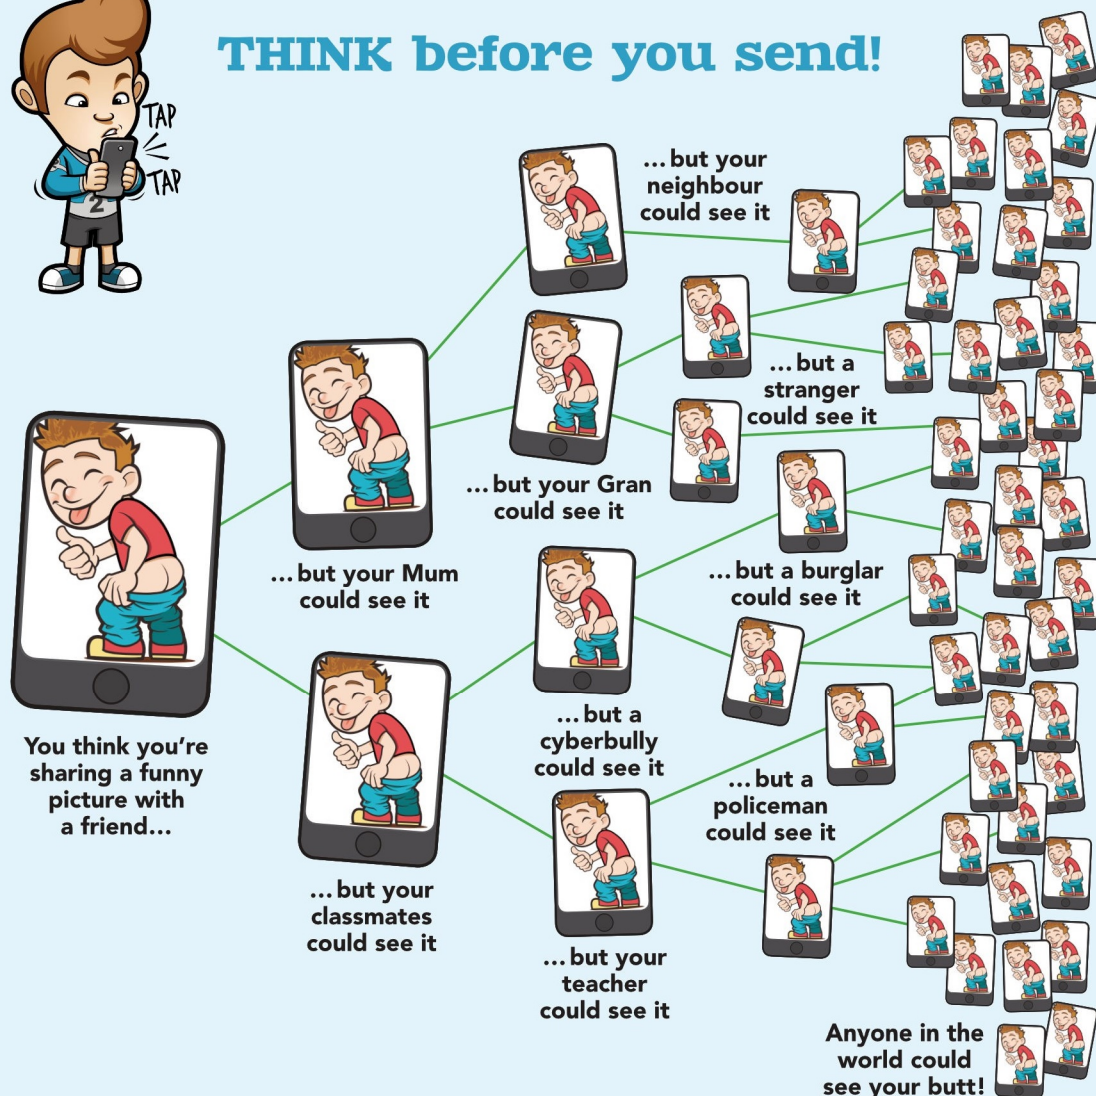 THINK before you send!
TAP
TAP
2
You think you're
sharing a funny
picture with
a friend...
...but your Mum
could see it
...but your
classmates
could see it
...but your
neighbour
could see it
...but your Gran
could see it
...but a
cyberbully
could see it
...but your
teacher
could see it
...but a
stranger
could see it
...but a burglar
could see it
...but a
policeman
could see it
Anyone in the
world could
see your butt!